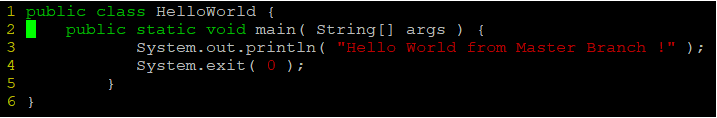 1 public class HelloWorld {
2     public static void main( String[] args ) {
3             System.out.println( "Hello World from Master Branch !" );
4             System.exit( 0 );
5         }
6 }